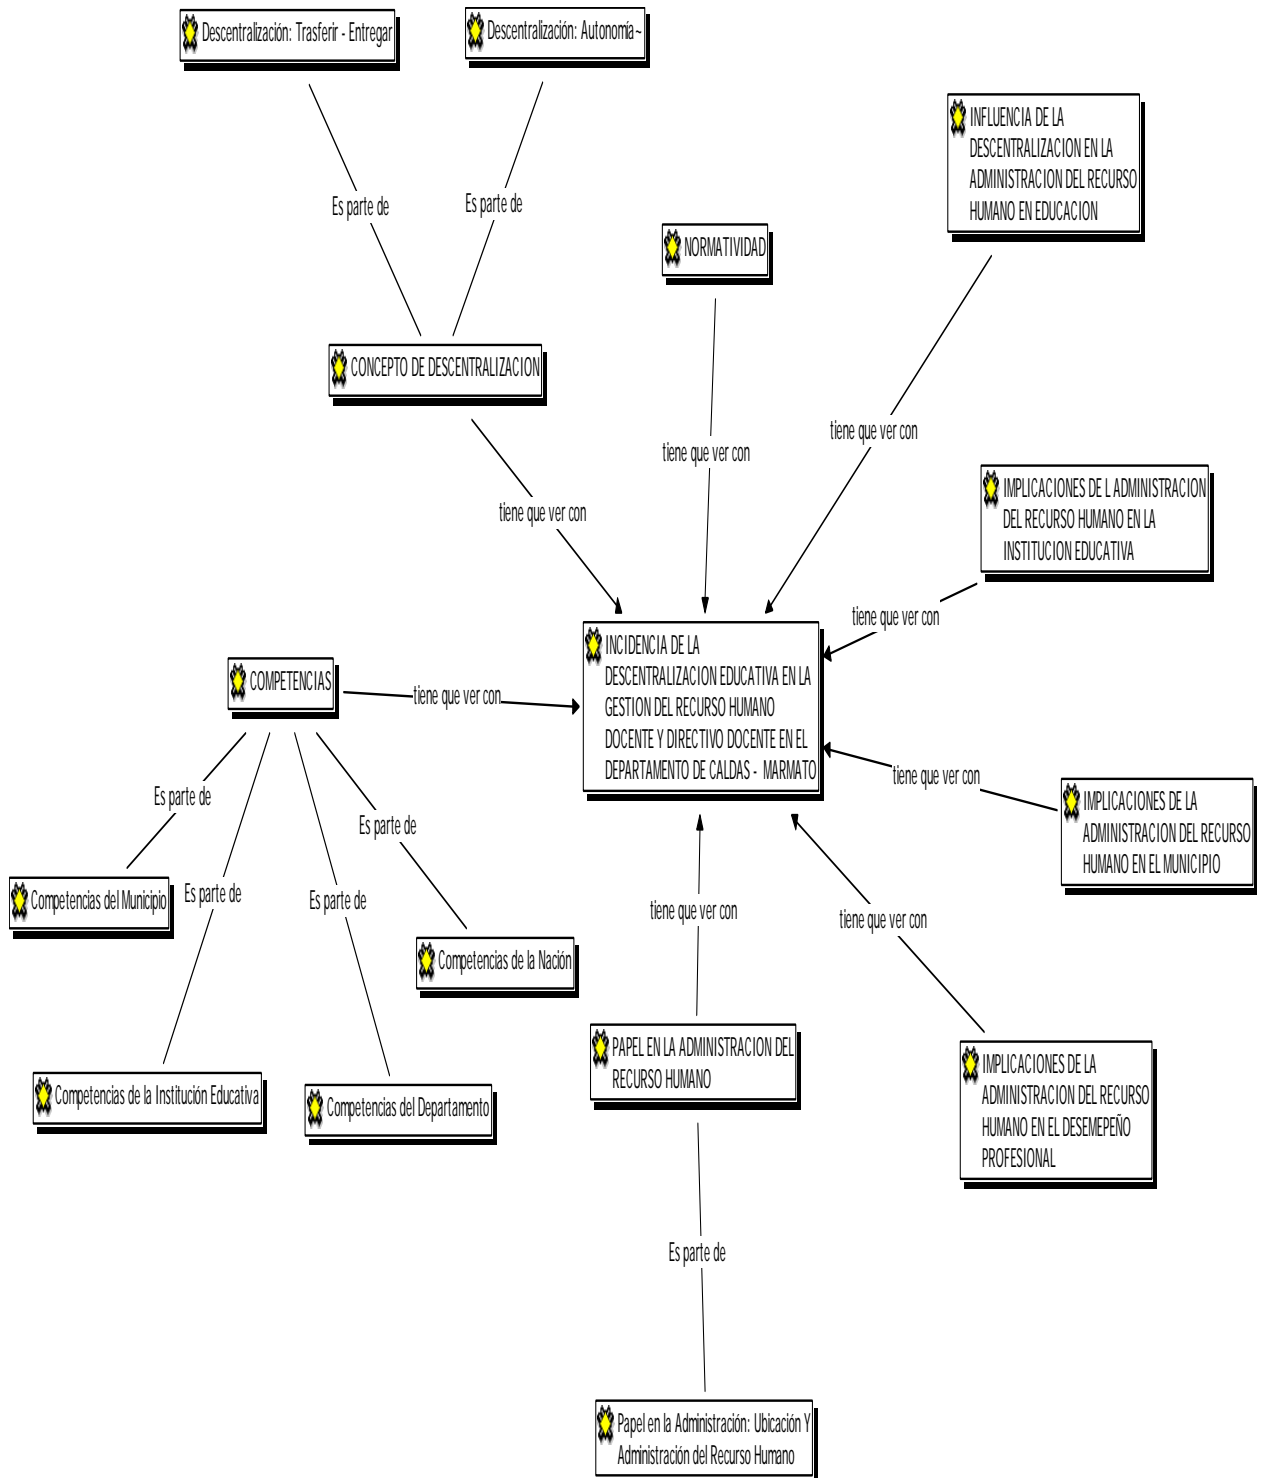 Descentralización: Trasferir - Entregar
Descentralización: Autonomía~
INFLUENCIA DE LA
DESCENTRALIZACION EN LA
ADMINISTRACION DEL RECURSO
HUMANO EN EDUCACION
Es parte de
Es parte de
NORMATIVIDAD
CONCEPTO DE DESCENTRALIZACION
tiene que ver con
tiene que ver con
tiene que ver con
IMPLICACIONES DE L ADMINISTRACION
DEL RECURSO HUMANO EN LA
INSTITUCION EDUCATIVA
tiene que ver con
INCIDENCIA DE LA
DESCENTRALIZACION EDUCATIVA EN LA
GESTION DEL RECURSO HUMANO
DOCENTE Y DIRECTIVO DOCENTE EN EL
DEPARTAMENTO DE CALDAS - MARMATO
COMPETENCIAS
tiene que ver con
tiene que ver con
IMPLICACIONES DE LA
ADMINISTRACION DEL RECURSO
HUMANO EN EL MUNICIPIO
Es parte de
Es parte de
Es parte de
Es parte de
Competencias del Municipio
tiene que ver con
tiene que ver con
Competencias de la Nación
PAPEL EN LA ADMINISTRACION DEL
RECURSO HUMANO
IMPLICACIONES DE LA
ADMINISTRACION DEL RECURSO
HUMANO EN EL DESEMEPEÑO
PROFESIONAL
Competencias de la Institución Educativa
Competencias del Departamento
Es parte de
Papel en la Administración: Ubicación Y
Administración del Recurso Humano